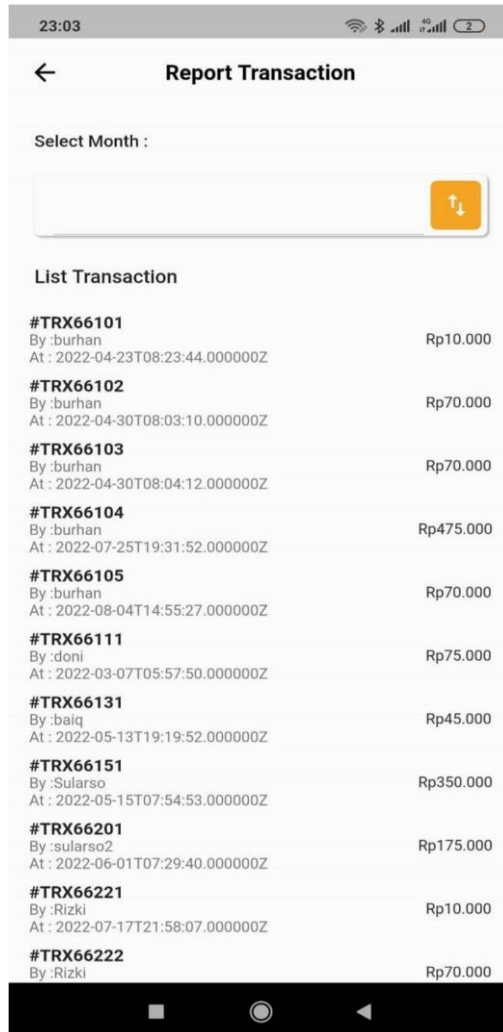 23:03
4G
2
Report Transaction
Select Month :
List Transaction
#TRX66101
By :burhan
Rp10.000
At : 2022-04-23T08:23:44.000000Z
#TRX66102
By :burhan
Rp70.000
At : 2022-04-30T08:03:10.000000Z
#TRX66103
By :burhan
Rp70.000
At : 2022-04-30T08:04:12.000000Z
#TRX66104
By :burhan
Rp475.000
At : 2022-07-25T19:31:52.000000Z
#TRX66105
By :burhan
Rp70.000
At : 2022-08-04T14:55:27.000000Z
#TRX66111
By :doni
Rp75.000
At : 2022-03-07T05:57:50.000000Z
#TRX66131
By :baiq
Rp45.000
At : 2022-05-13T19:19:52.000000Z
#TRX66151
By :Sularso
Rp350.000
At : 2022-05-15T07:54:53.000000Z
#TRX66201
By :sularso2
Rp175.000
At : 2022-06-01T07:29:40.000000Z
#TRX66221
By :Rizki
Rp10.000
At : 2022-07-17T21:58:07.000000Z
#TRX66222
By :Rizki
Rp70.000